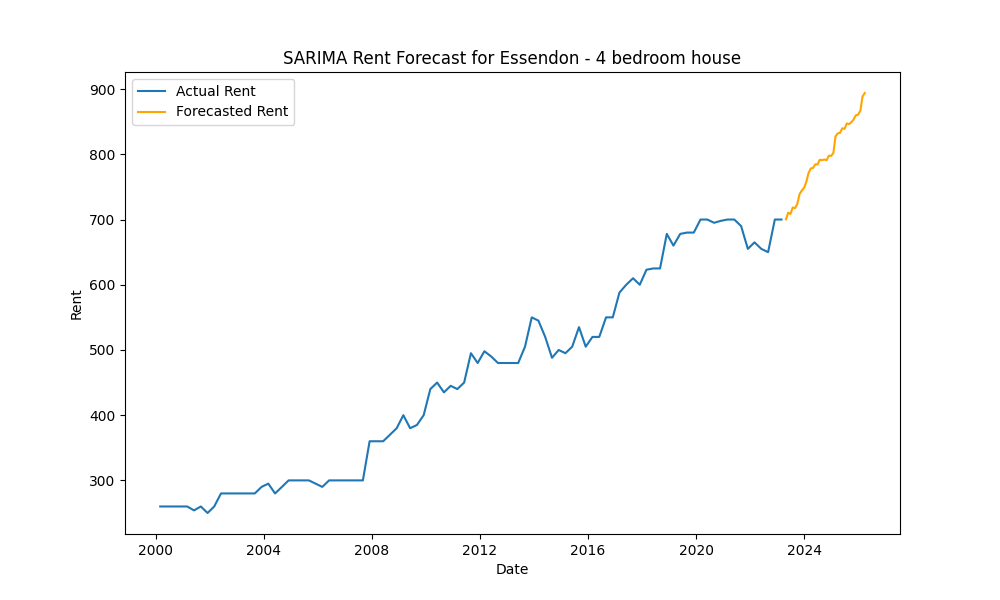 SARIMA Rent Forecast for Essendon - 4 bedroom house
Actual Rent
Forecasted Rent
900
800
700
600
500
400
300
Rent
2000 2004 2008 2012 2016 2020 2024
Date